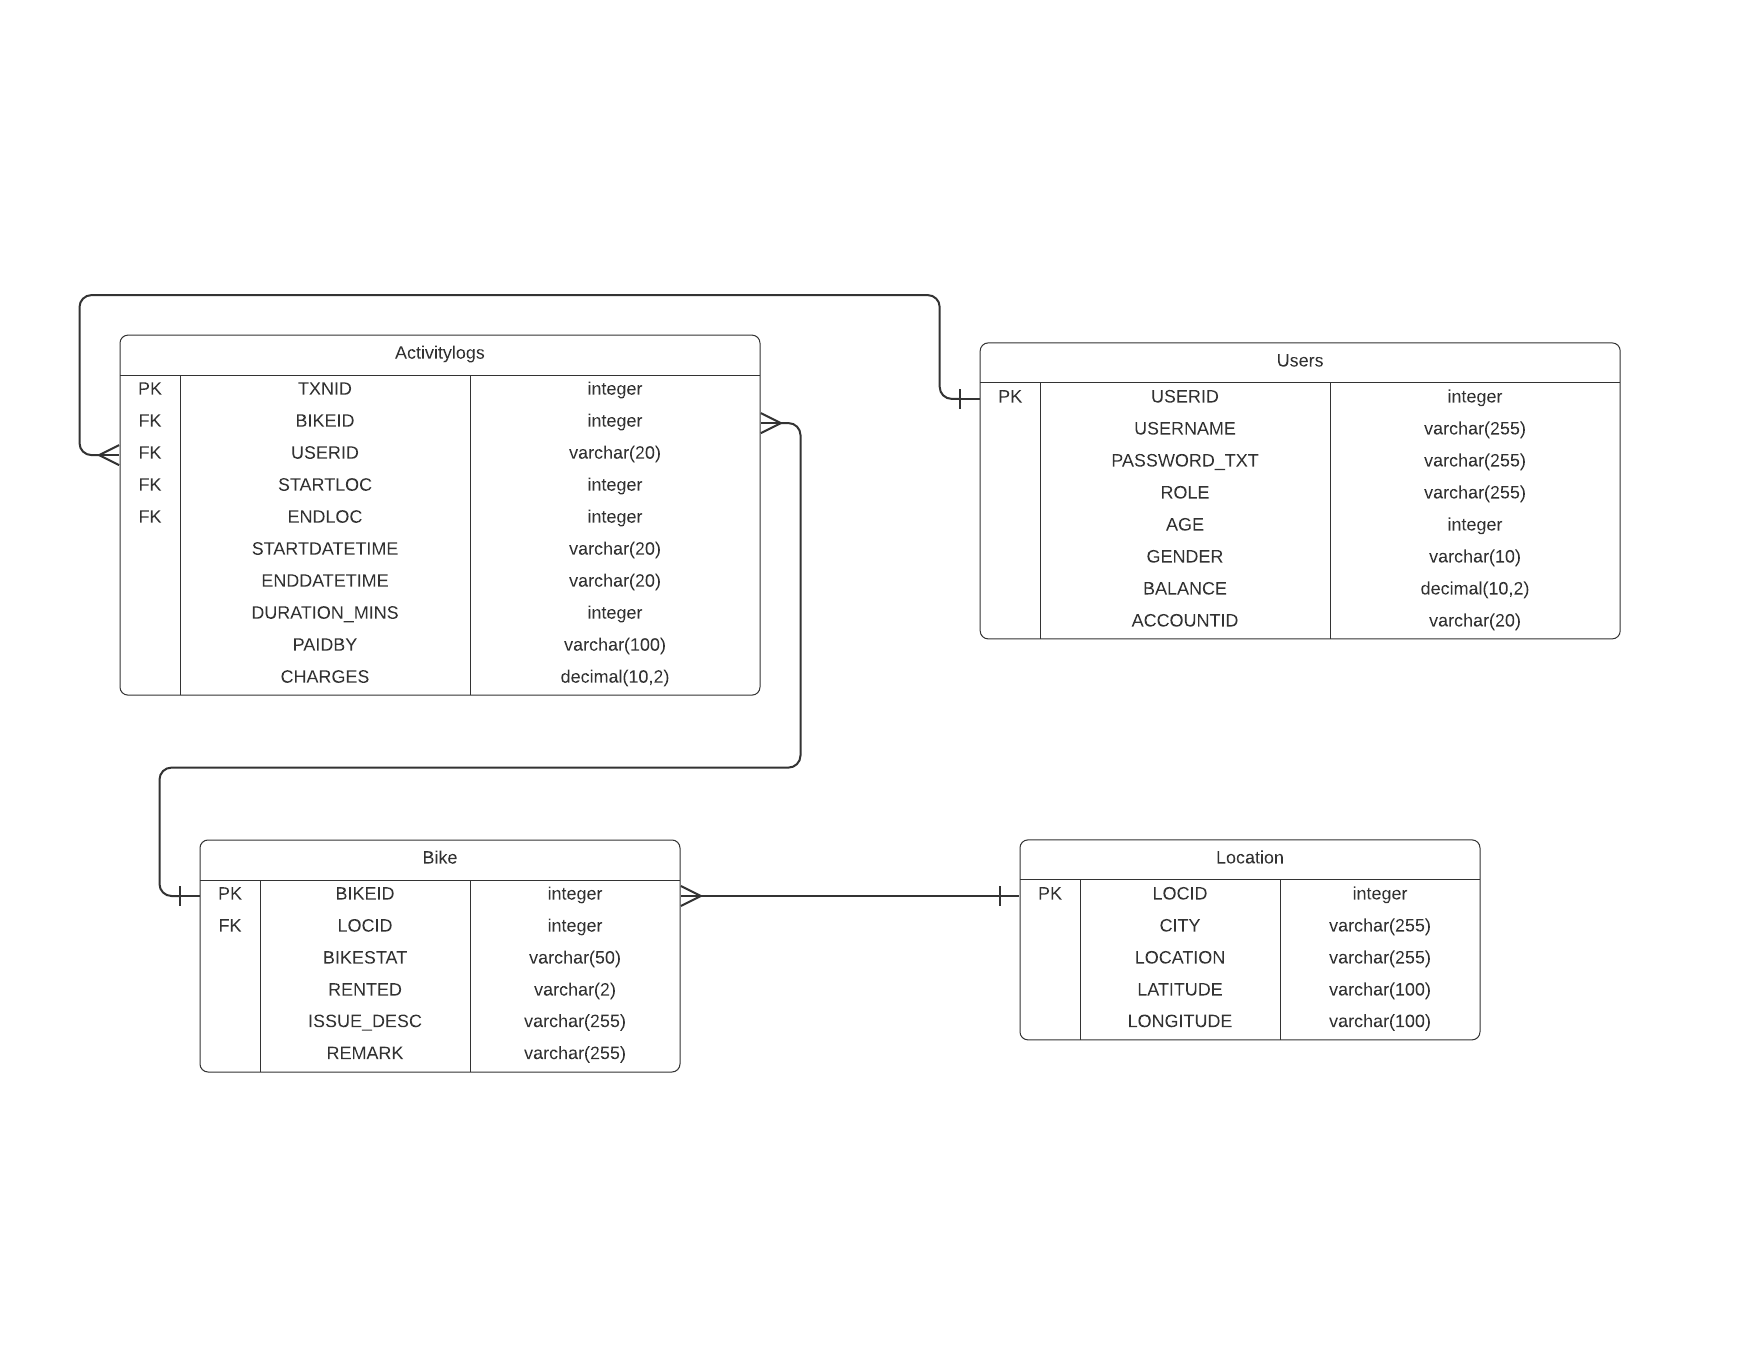 Activitylogs
PK TXNID integer
FK BIKEID integer
FK USERID varchar(20)
FK STARTLOC integer
FK ENDLOC integer
STARTDATETIME varchar(20)
ENDDATETIME varchar(20)
DURATION_MINS integer
PAIDBY varchar(100)
CHARGES decimal(10,2)
Users
PK USERID integer
USERNAME varchar(255)
PASSWORD_TXT varchar(255)
ROLE varchar(255)
AGE integer
GENDER varchar(10)
BALANCE decimal(10,2)
ACCOUNTID varchar(20)
Bike
PK BIKEID integer
FK LOCID integer
BIKESTAT varchar(50)
RENTED varchar(2)
ISSUE_DESC varchar(255)
REMARK varchar(255)
Location
PK LOCID integer
CITY varchar(255)
LOCATION varchar(255)
LATITUDE varchar(100)
LONGITUDE varchar(100)